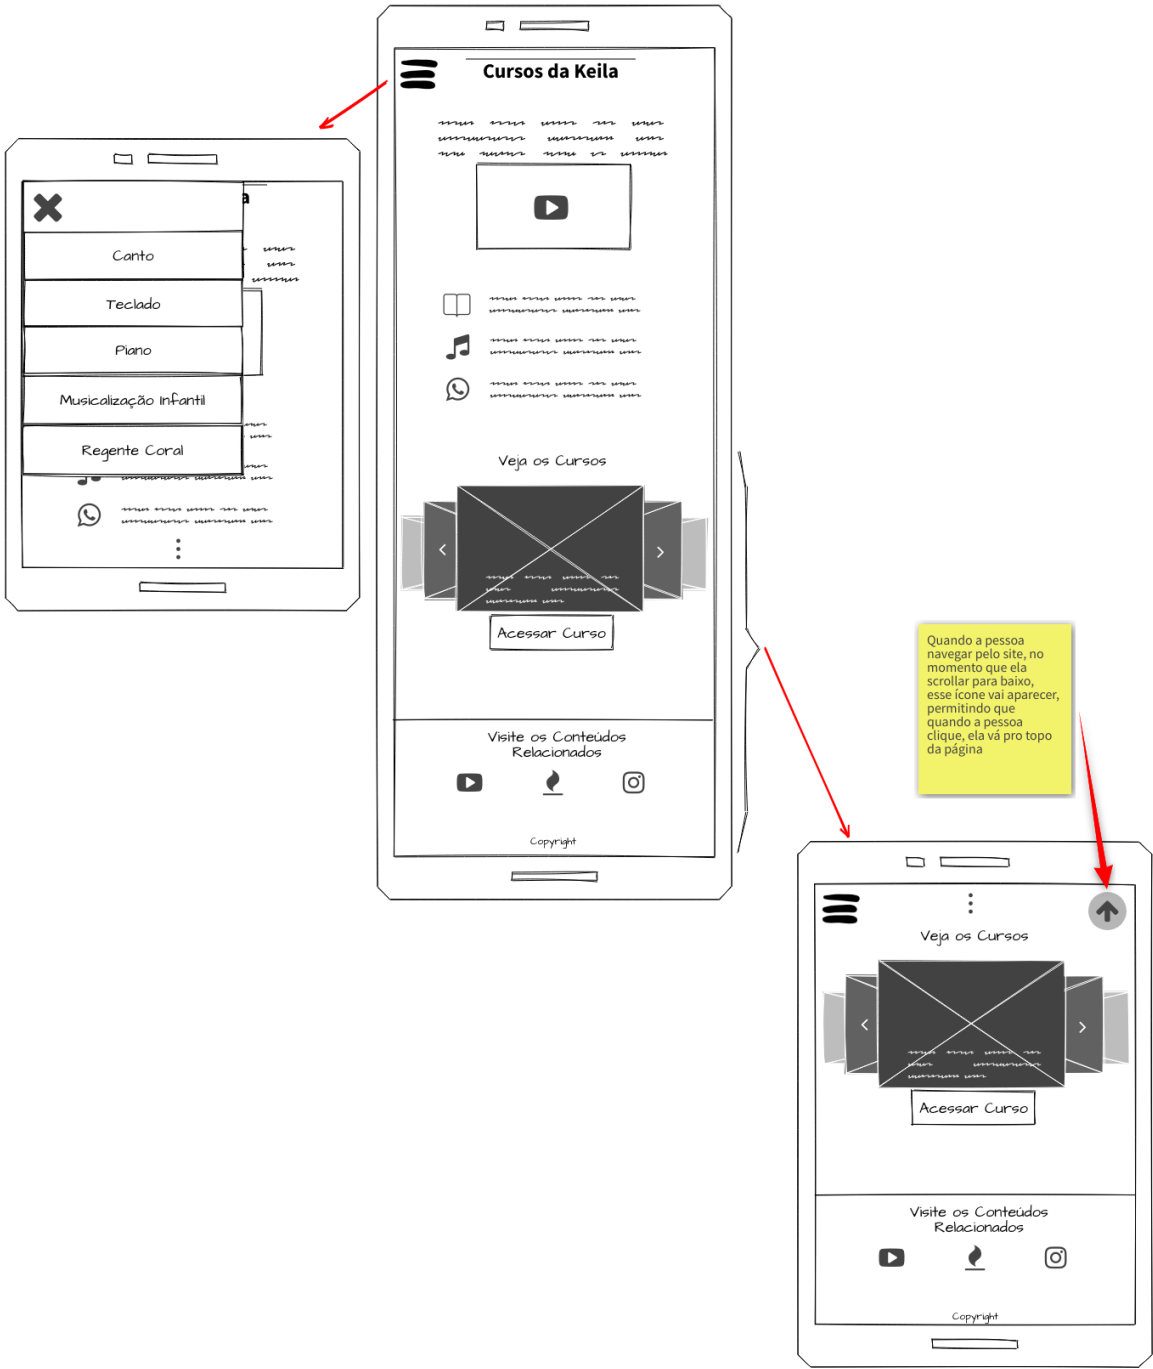 Cursos da Keila
a
Canto
Teclado
Piano
Musicalização Infantil
Regente Coral
Veja os Cursos
Acessar Curso
Visite os Conteúdos
Relacionados
Copyright
Quando a pessoa
navegar pelo site, no
momento que ela
scrollar para baixo,
esse ícone vai aparecer,
permitindo que
quando a pessoa
clique, ela vá pro topo
da página
Veja os Cursos
Acessar Curso
Visite os Conteúdos
Relacionados
Copyright